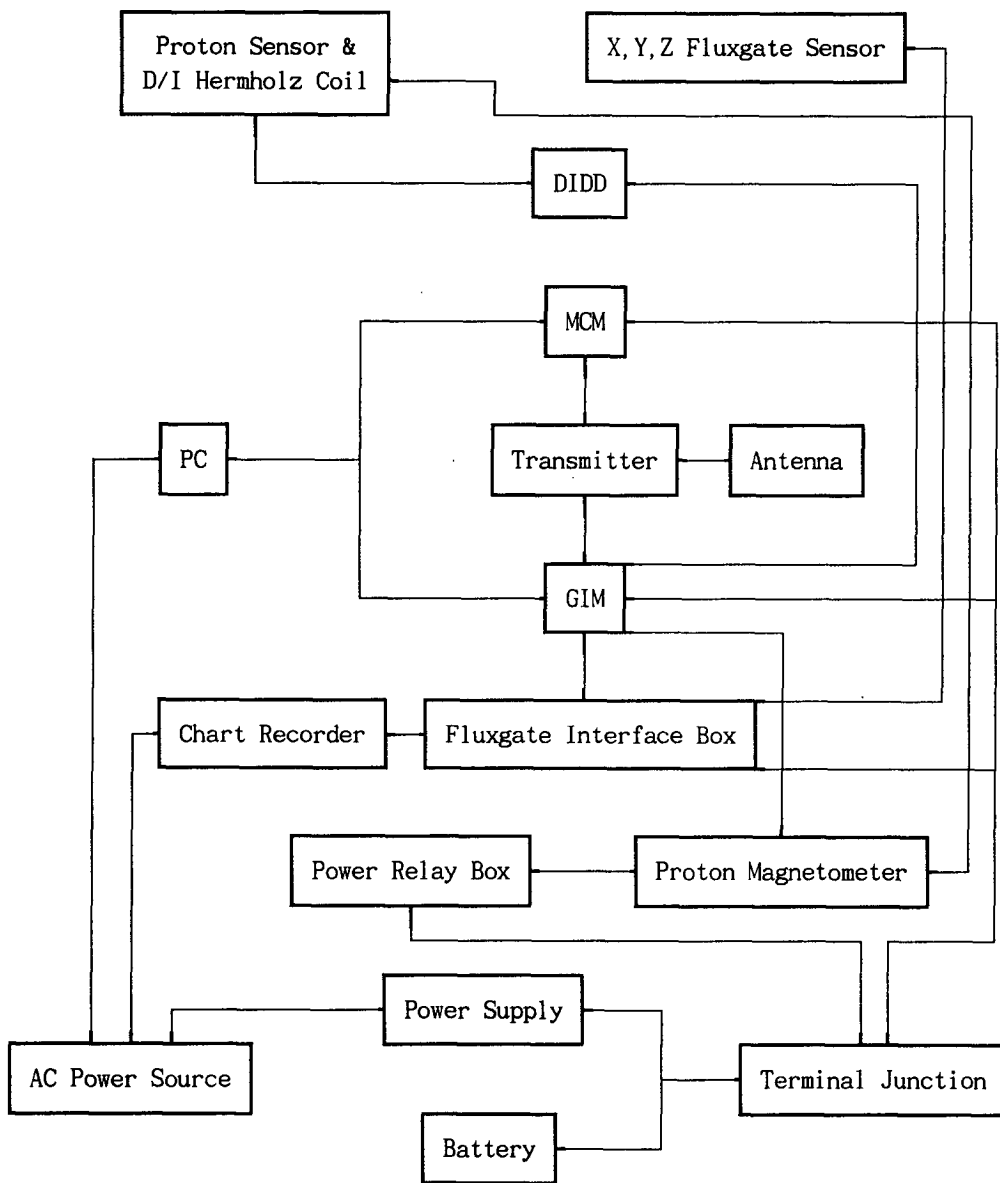 Proton Sensor &
D/I Hermholz Coil
X,Y,Z Fluxgate Sensor
DIDD
MCM
PC
Transmitter
Antenna
GIM
Chart Recorder
Fluxgate Interface Box
Power Relay Box
Proton Magnetometer
Power Supply
AC Power Source
Terminal Junction
Battery